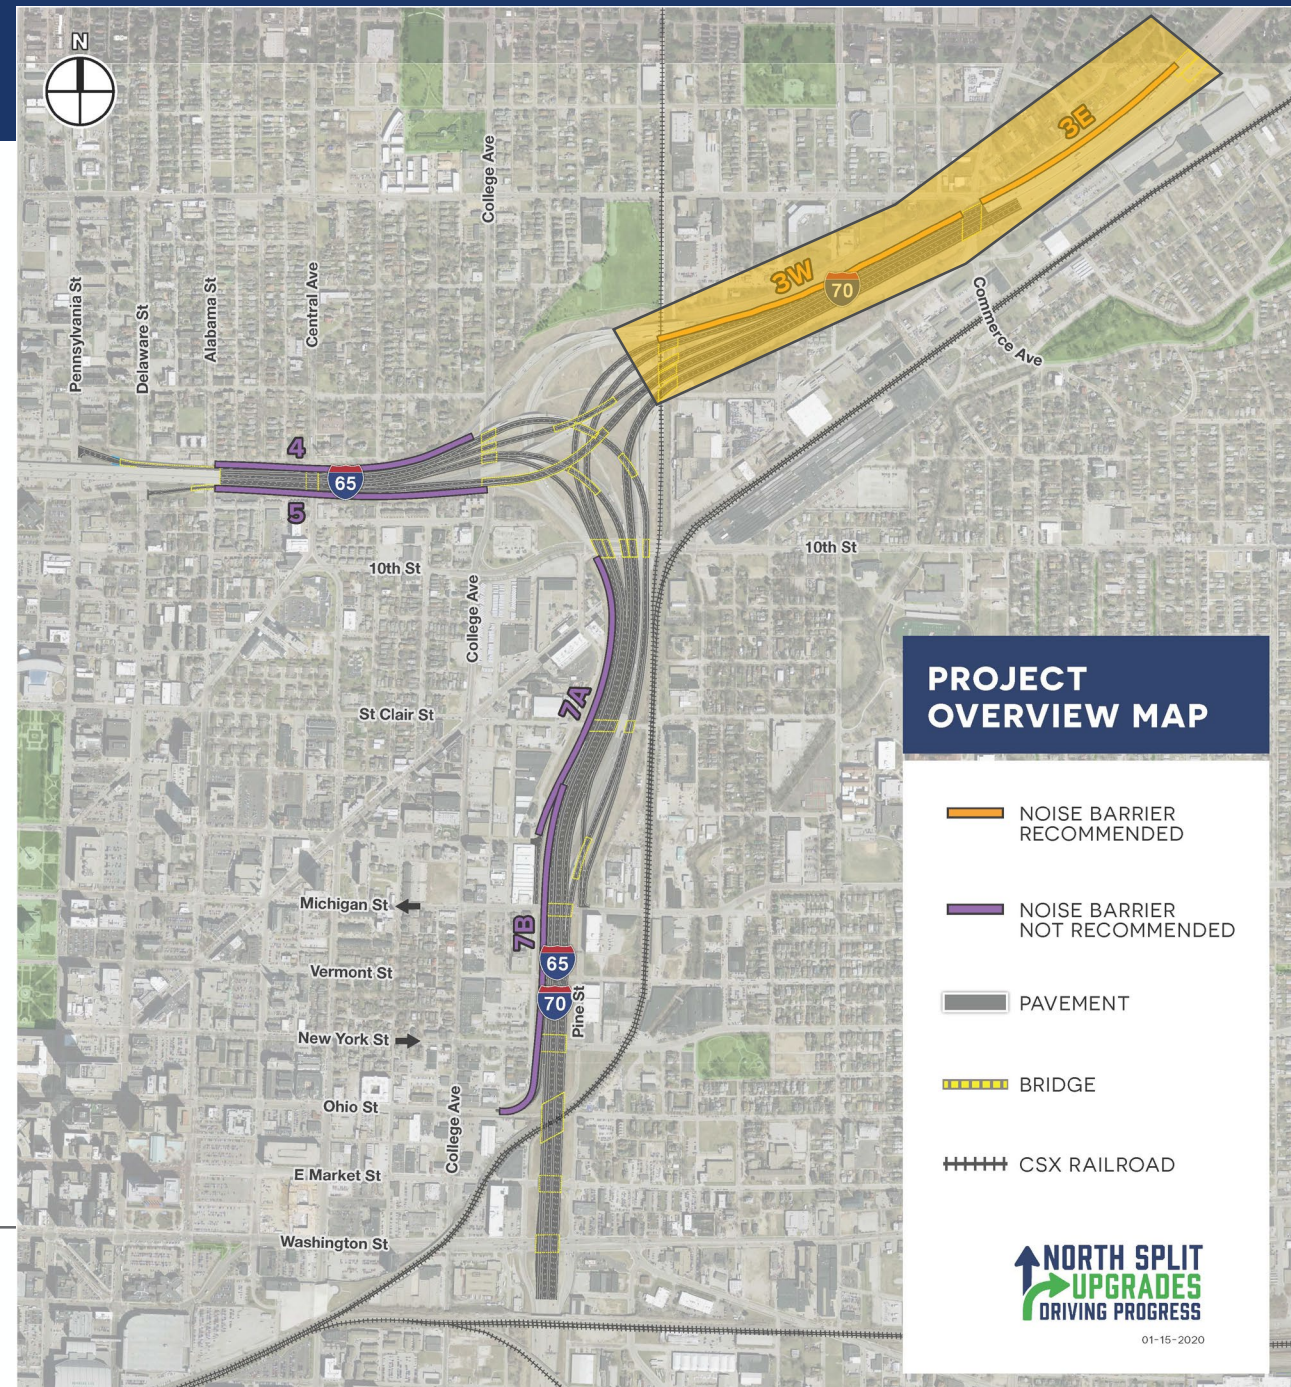 N
College Ave
3E
3W
70
Pennsylvania St
Delaware St
Alabama St
Central Ave
Commerce Ave
4
65
5
10th St
10th St
College Ave
7A
St Clair St
PROJECT
OVERVIEW MAP
NOISE BARRIER
RECOMMENDED
NOISE BARRIER
NOT RECOMMENDED
PAVEMENT
BRIDGE
CSX RAILROAD
Michigan St
7B
65
70
Vermont St
Pine St
New York St
Ohio St
College Ave
E Market St
Washington St
NORTH SPLIT
UPGRADES
DRIVING PROGRESS
01-15-2020